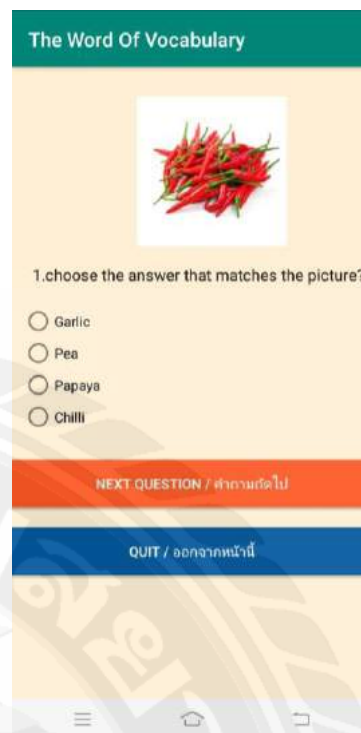 The Word Of Vocabulary
1.choose the answer that matches the picture?
Garlic
Pea
Papaya
Chilli
NEXT QUESTION / คำถามถัดไป
QUIT / ออกจากหน้านี้